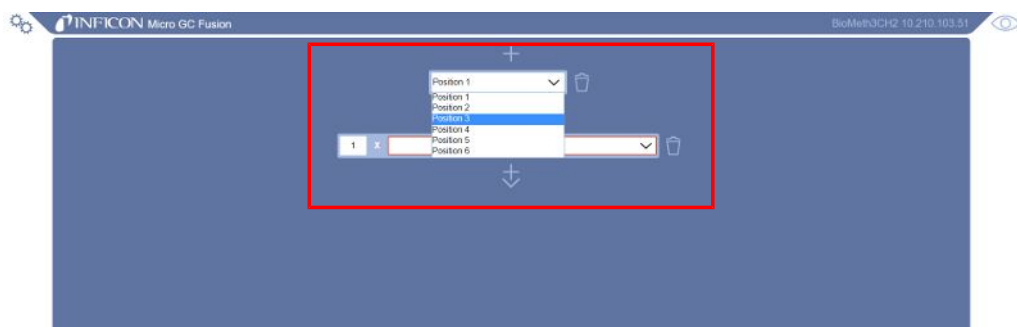 INFICON Micro GC Fusion
BioMeth3CH2 10.210.103.51
Position 1
Position 1
Position 2
Position 3
Position 4
Position 5
Position 6
1 x